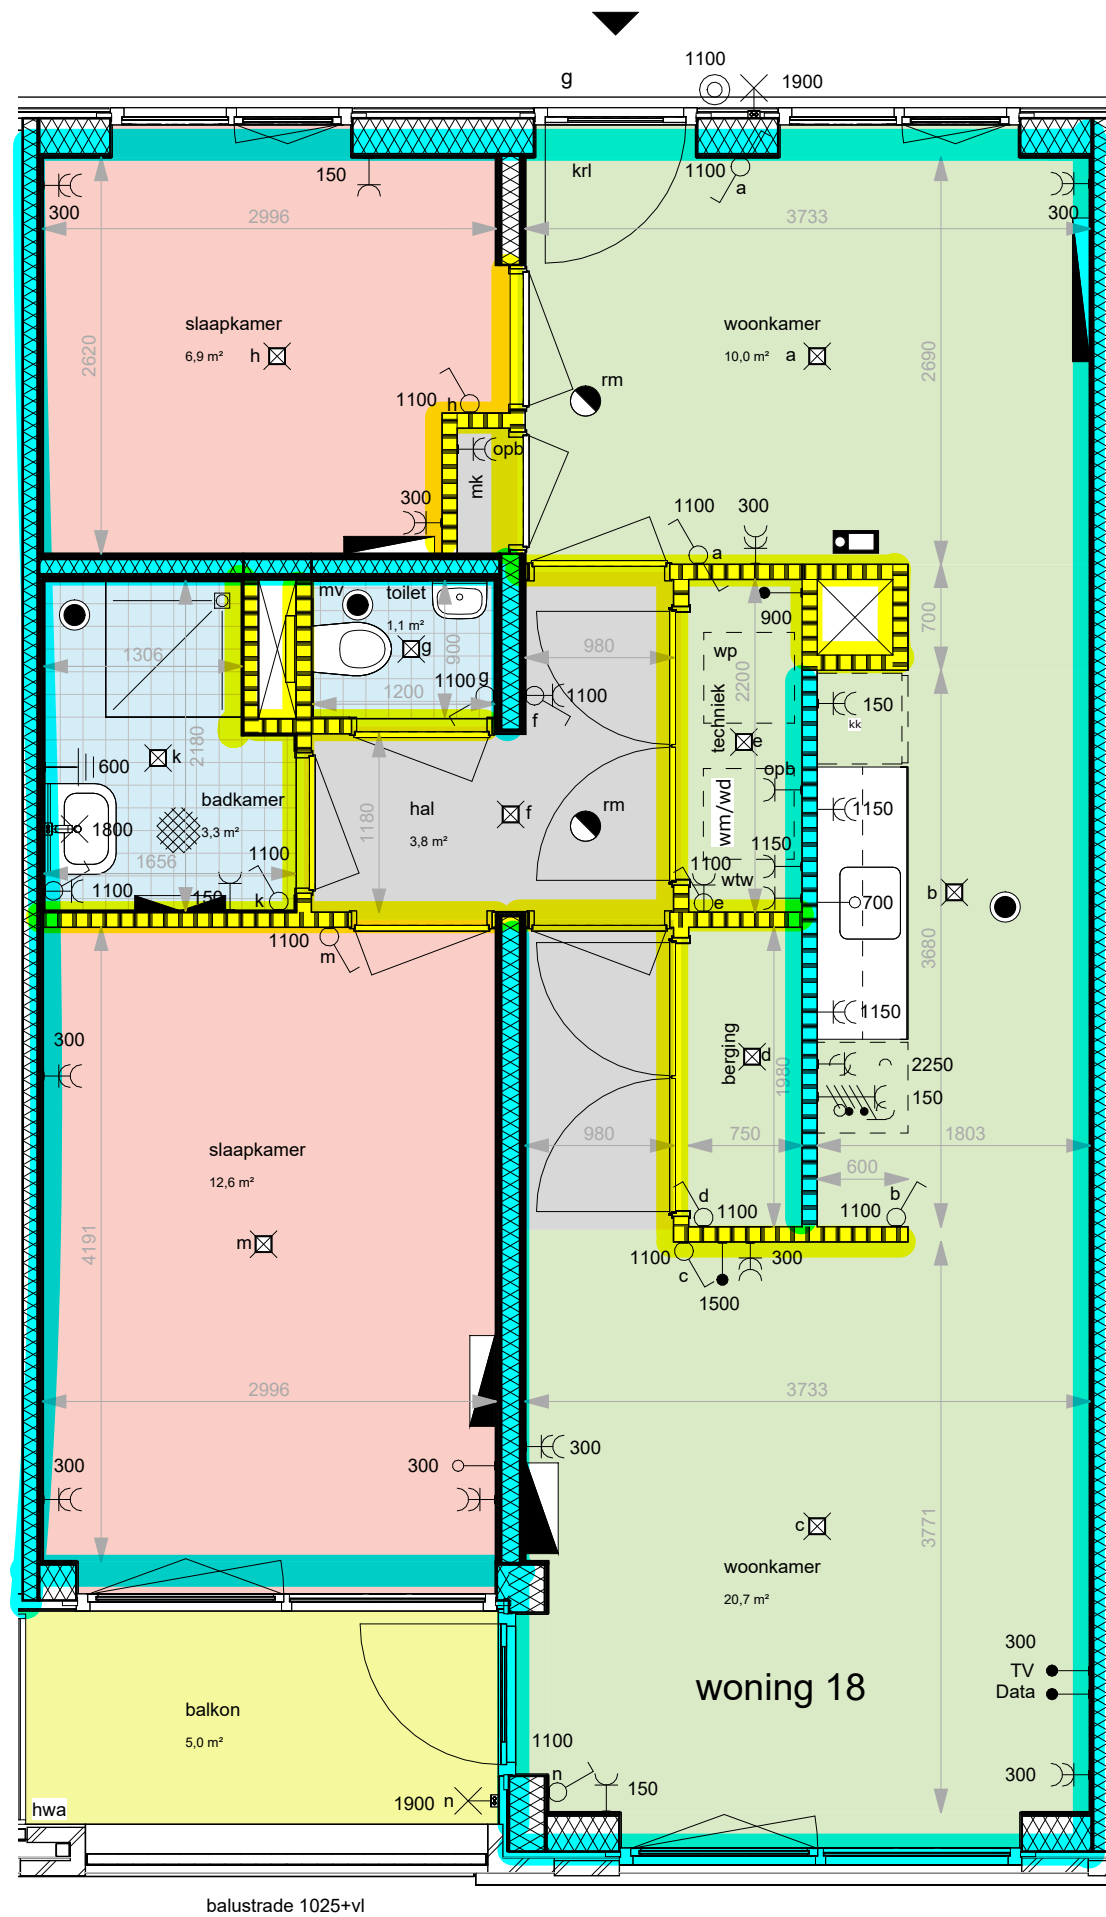 1100
g
1900
krl
1100
a
150
300
300
2996
3733
slaapkamer
6,9 m²
h
woonkamer
10,0 m²
a
2620
2690
rm
1100
h
opb
mk
300
1100
a
300
mv
toilet
1,1 m²
g
900
900
700
wp
1306
980
2200
1200
1100
g
1100
f
150
kk
techniek
e
2180
k
600
opb
badkamer
3,3 m²
hal
3,8 m²
f
rm
1180
wm/wd
1150
1800
1656
1100
150
1100
k
1100
1150
wtw
e
700
b
3680
1100
m
1150
300
berging
d
1980
2250
150
980
750
1803
slaapkamer
12,6 m²
600
d
1100
1100
b
m
4191
1100
c
300
1500
2996
3733
300
300
300
3771
c
woonkamer
20,7 m²
300
TV
Data
woning 18
balkon
5,0 m²
1100
n
150
300
hwa
1900
n
balustrade 1025+vl